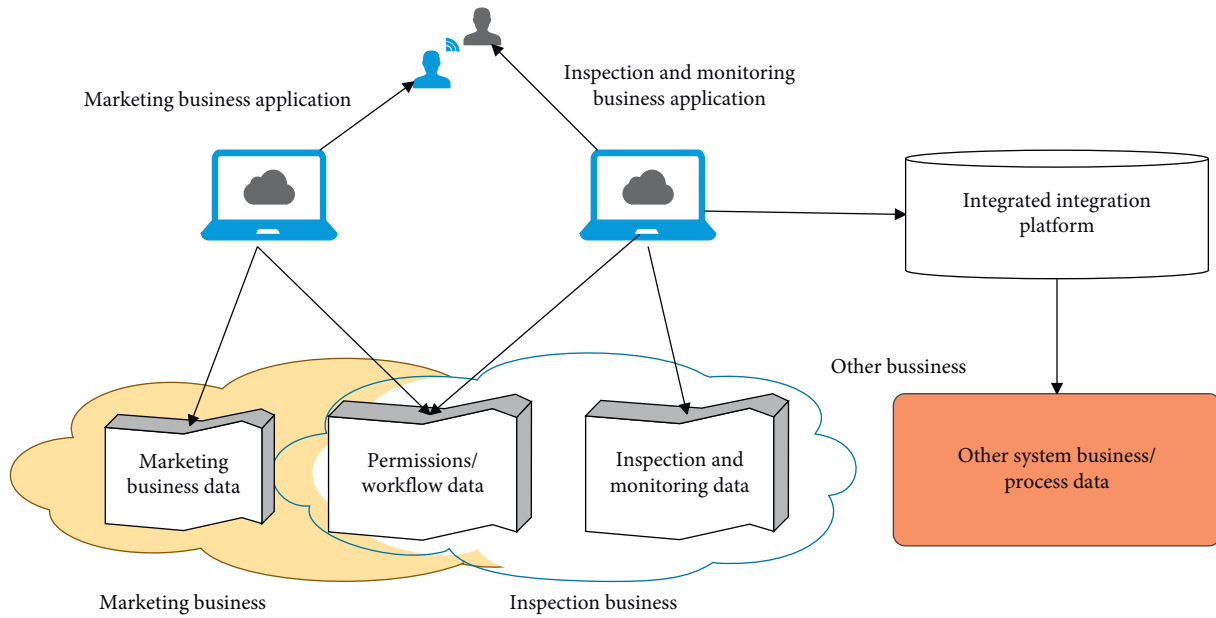 Marketing business application
Inspection and monitoring
business application
Integrated integration
platform
Other bussiness
Marketing
business data
Permissions/
workflow data
Inspection and
monitoring data
Other system business/
process data
Marketing business
Inspection business